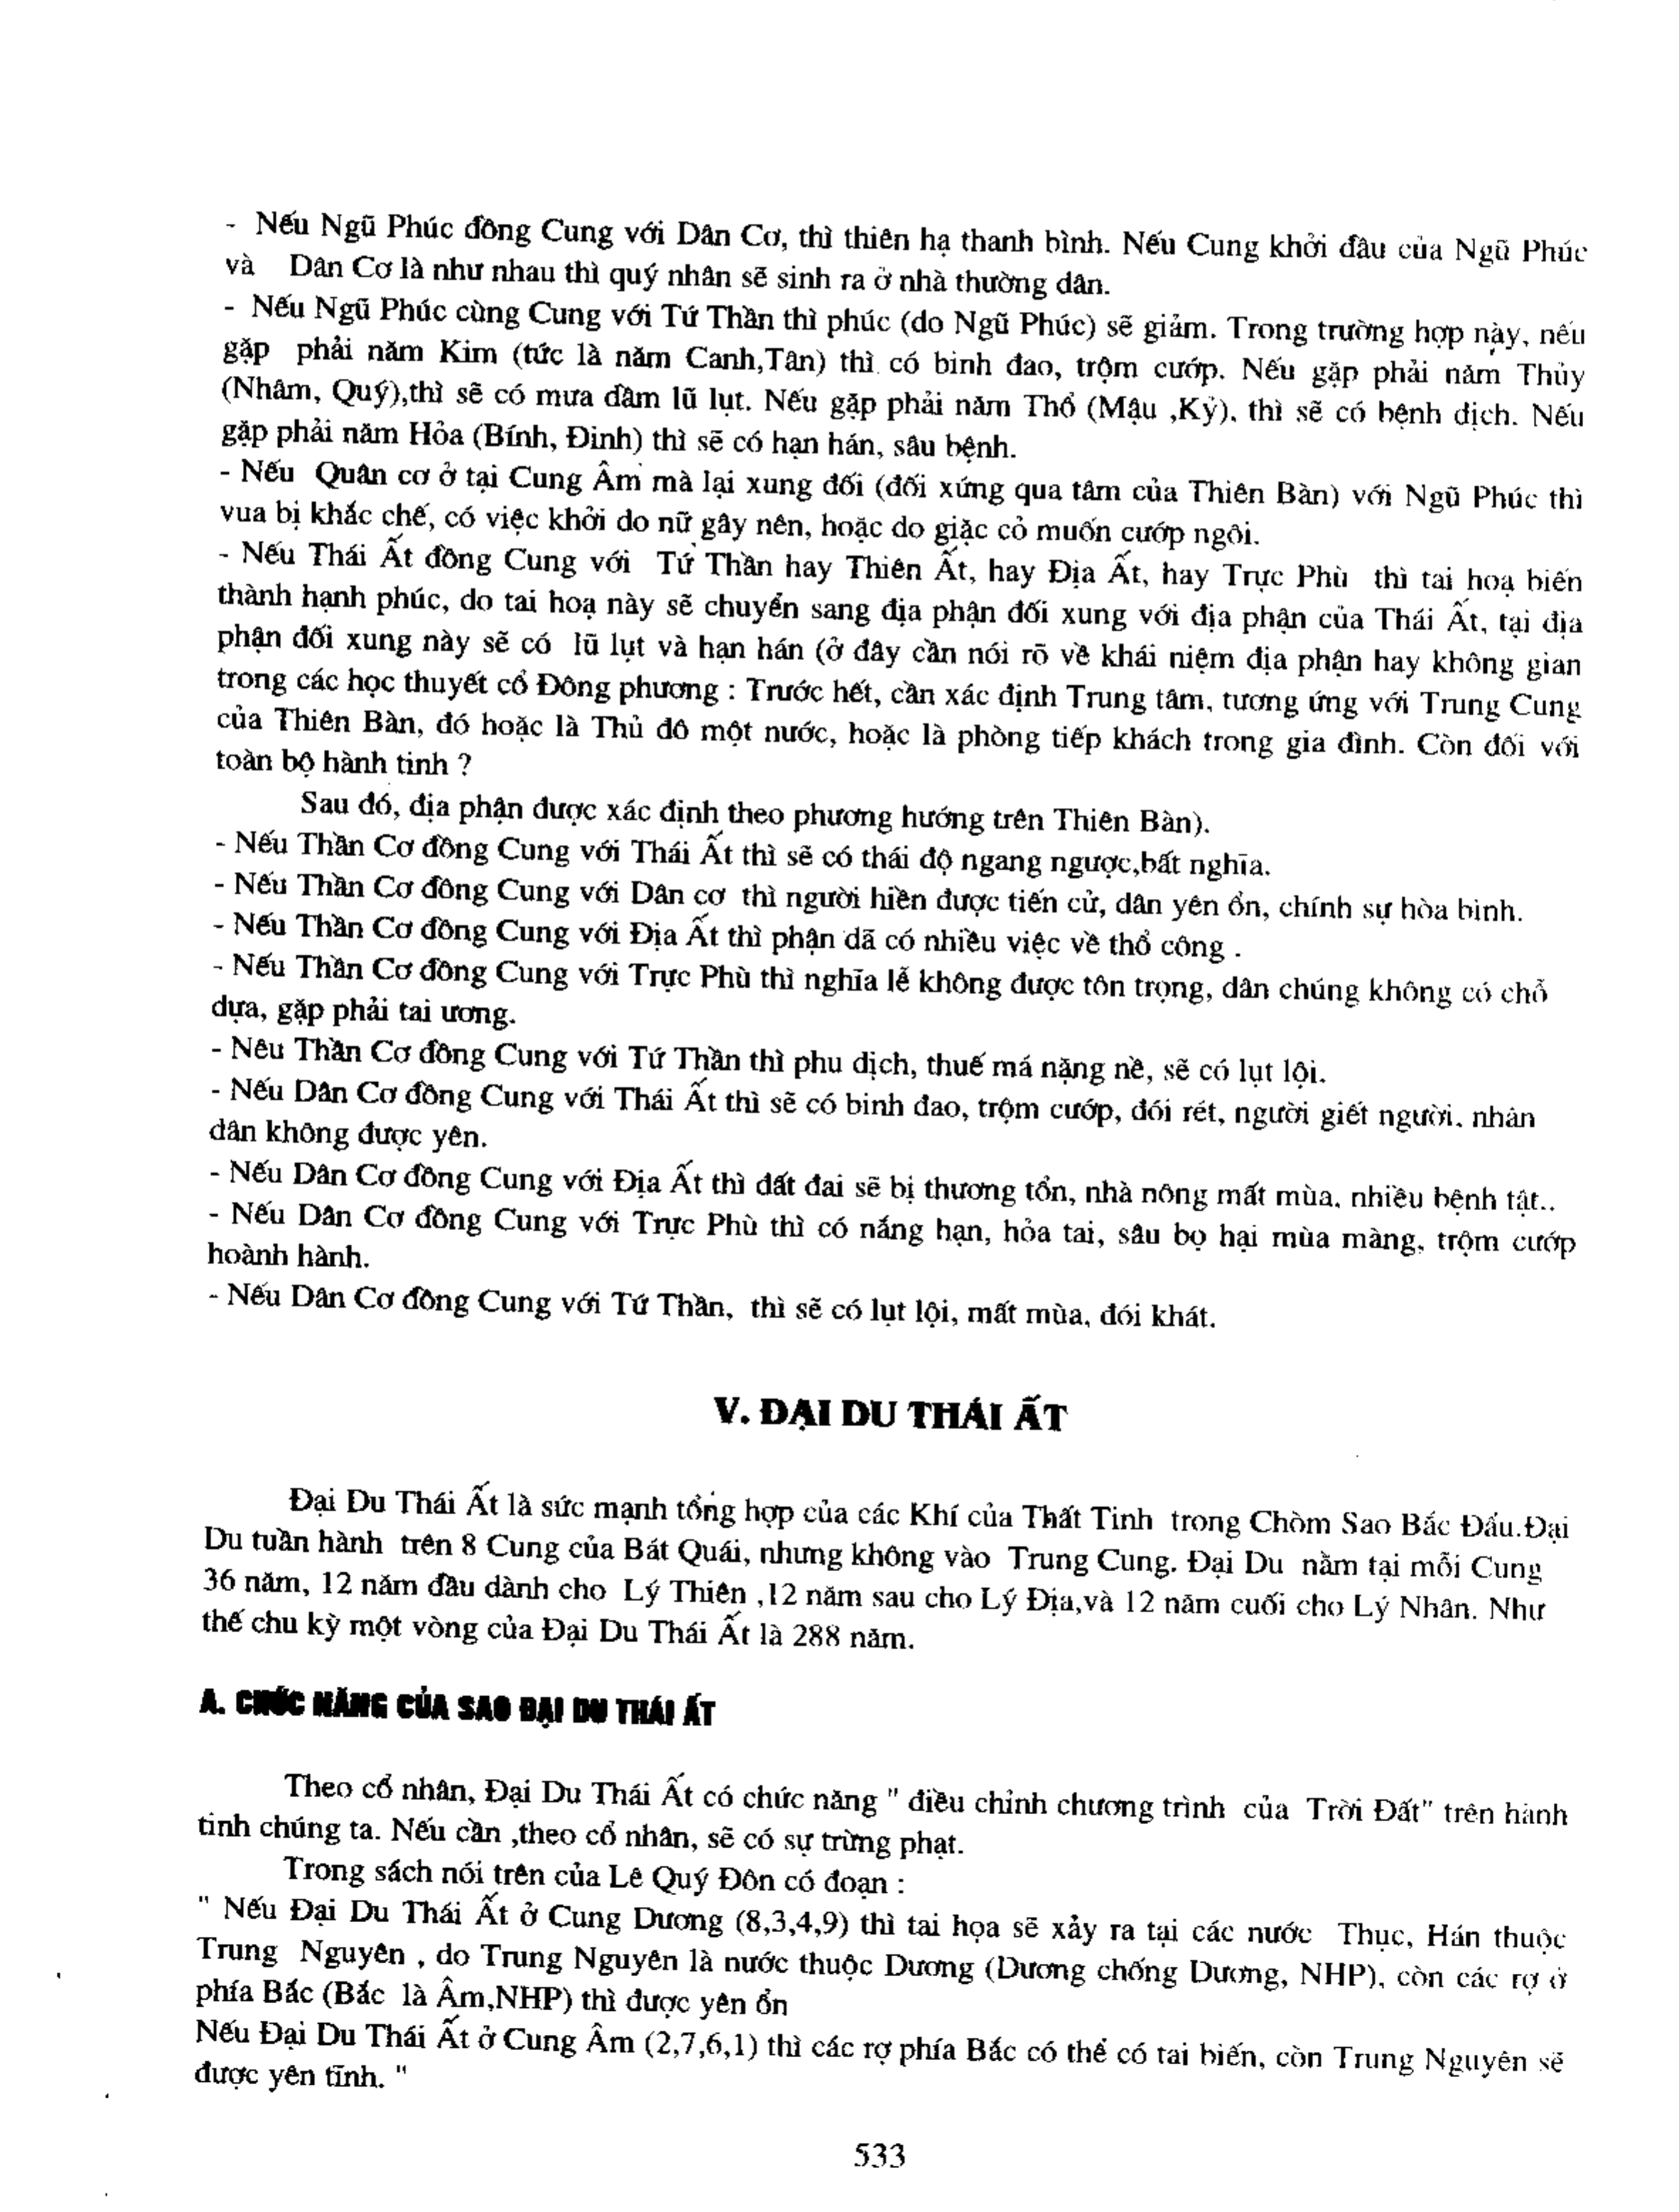 - Nếu Ngũ Phúc đồng Cung với Dân Cơ, thì thiên hạ thanh bình. Nếu Cung khởi đầu của Ngũ Phúc
và Dân Cơ là như nhau thì quý nhân sẽ sinh ra ở nhà thường dân.
- Nếu Ngũ Phúc cùng Cung với Tứ Thần thì phúc (do Ngũ Phúc) sẽ giảm. Trong trường hợp này, nếu
gặp phải năm Kim (tức là năm Canh,Tân) thì có binh đao, trộm cướp. Nếu gặp phải năm Thủy
(Nhâm, Quý),thì sẽ có mưa dầm lũ lụt. Nếu gặp phải năm Thổ (Mậu ,Kỷ), thì sẽ có bệnh dịch. Nếu
gặp phải năm Hỏa (Bính, Đinh) thì sẽ có hạn hán, sâu bệnh.
- Nếu Quân cơ ở tại Cung Âm mà lại xung đối (đối xứng qua tâm của Thiên Bàn) với Ngũ Phúc thì
vua bị khắc chế, có việc khởi do nữ gây nên, hoặc do giặc cỏ muốn cướp ngôi.
- Nếu Thái Ất đồng Cung với Tứ Thần hay Thiên Ất, hay Địa Ất, hay Trực Phù thì tai hoạ biến
thành hạnh phúc, do tai hoạ này sẽ chuyển sang địa phận đối xung với địa phận của Thái Ất, tại địa
phận đối xung này sẽ có lũ lụt và hạn hán (ở đây cần nói rõ về khái niệm địa phận hay không gian
trong các học thuyết cổ Đông phương : Trước hết, cần xác định Trung tâm, tương ứng với Trung Cung
của Thiên Bàn, đó hoặc là Thủ đô một nước, hoặc là phòng tiếp khách trong gia đình. Còn đối với
toàn bộ hành tinh ?
Sau đó, địa phận được xác định theo phương hướng trên Thiên Bàn).
- Nếu Thần Cơ đồng Cung với Thái Ất thì sẽ có thái độ ngang ngược,bất nghĩa.
- Nếu Thần Cơ đồng Cung với Dân cơ thì người hiền được tiến cử, dân yên ổn, chính sự hòa bình.
- Nếu Thần Cơ đồng Cung với Địa Ất thì phận dã có nhiều việc về thổ công .
- Nếu Thần Cơ đồng Cung với Trực Phù thì nghĩa lễ không được tôn trọng, dân chúng không có chỗ
dựa, gặp phải tai ương.
- Nêu Thần Cơ đồng Cung với Tứ Thần thì phu dịch, thuế má nặng nề, sẽ có lụt lội.
- Nếu Dân Cơ đồng Cung với Thái Ất thì sẽ có binh đao, trộm cướp, đói rét, người giết người, nhân
dân không được yên.
- Nếu Dân Cơ đồng Cung với Địa Ất thì đất đai sẽ bị thương tổn, nhà nông mất mùa, nhiều bệnh tật..
- Nếu Dân Cơ đồng Cung với Trực Phù thì có nắng hạn, hỏa tai, sâu bọ hại mùa màng, trộm cướp
hoành hành.
- Nếu Dân Cơ đồng Cung với Tứ Thần, thì sẽ có lụt lội, mất mùa, đói khát.
V. ĐẠI DU THÁI ẤT
Đại Du Thái Ất là sức mạnh tổng hợp của các Khí của Thất Tinh trong Chòm Sao Bắc Đẩu.Đại
Du tuần hành trên 8 Cung của Bát Quái, nhưng không vào Trung Cung. Đại Du nằm tại mỗi Cung
36 năm, 12 năm đầu dành cho Lý Thiên ,12 năm sau cho Lý Địa,và 12 năm cuối cho Lý Nhân. Như
thế chu kỳ một vòng của Đại Du Thái Ất là 288 năm.
A. CHỨC NĂNG CỦA SAO ĐẠI DU THÁI ẤT
Theo cổ nhân, Đại Du Thái Ất có chức năng " điều chỉnh chương trình của Trời Đất" trên hành
tinh chúng ta. Nếu cần ,theo cổ nhân, sẽ có sự trừng phạt.
Trong sách nói trên của Lê Quý Đôn có đoạn :
" Nếu Đại Du Thái Ất ở Cung Dương (8,3,4,9) thì tai họa sẽ xảy ra tại các nước Thục, Hán thuộc
Trung Nguyên , do Trung Nguyên là nước thuộc Dương (Dương chống Dương, NHP), còn các rợ ở
phía Bắc (Bắc là Âm,NHP) thì được yên ổn
Nếu Đại Du Thái Ất ở Cung Âm (2,7,6,1) thì các rợ phía Bắc có thể có tai biến, còn Trung Nguyên sẽ
được yên tĩnh. "
533